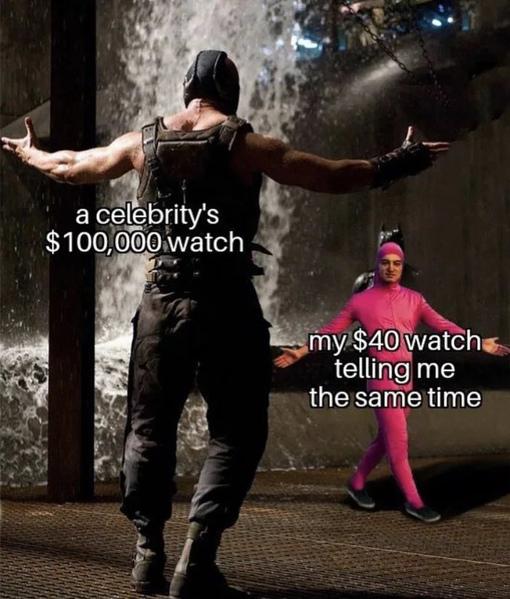 a celebrity's
$100,000 watch
my $40 watch
telling me
the same time